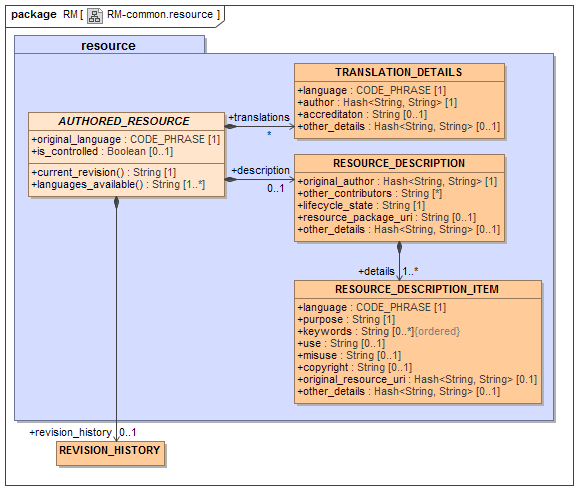 package RM [ RM-common.resource ]
resource
TRANSLATION_DETAILS
+language : CODE_PHRASE [1]
+author : Hash<String, String> [1]
+accreditaton : String [0..1]
+other_details : Hash<String, String> [0..1]
AUTHORED_RESOURCE
+original_language : CODE_PHRASE [1]
+is_controlled : Boolean [0..1]
+current_revision() : String [1]
+languages_available() : String [1..*]
+translations
*
+description
0..1
RESOURCE_DESCRIPTION
+original_author : Hash<String, String> [1]
+other_contributors : String [*]
+lifecycle_state : String [1]
+resource_package_uri : String [0..1]
+other_details : Hash<String, String> [0..1]
+details 1..*
RESOURCE_DESCRIPTION_ITEM
+language : CODE_PHRASE [1]
+purpose : String [1]
+keywords : String [0..*]{ordered}
+use : String [0..1]
+misuse : String [0..1]
+copyright : String [0..1]
+original_resource_uri : Hash<String, String> [0.1]
+other_details : Hash<String, String> [0..1]
+revision_history 0..1
REVISION_HISTORY